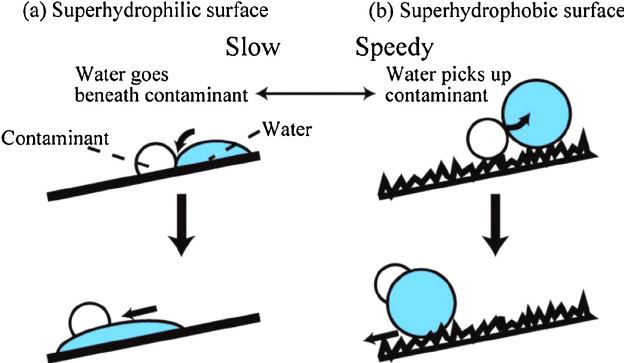 (a) Superhydrophilic surface
(b) Superhydrophobic surface
Slow
Speedy
Water goes
beneath contaminant
Water picks up
contaminant
Contaminant
Water